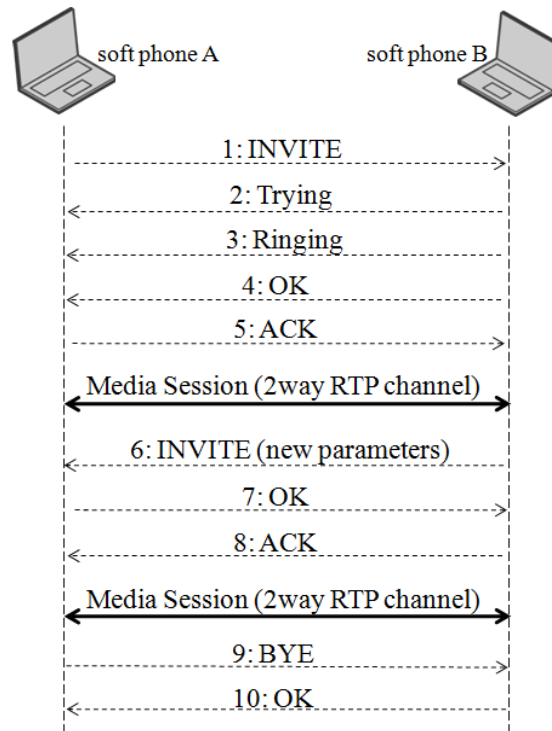 soft phone A
soft phone B
1: INVITE
2: Trying
3: Ringing
4: OK
5: ACK
Media Session (2way RTP channel)
6: INVITE (new parameters)
7: OK
8: ACK
Media Session (2way RTP channel)
9: BYE
10: OK